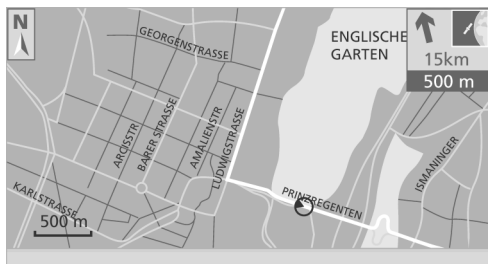 N
GEORGENSTRASSE
ENGLISCHE
GARTEN
15km
500 m
ARCISSTR
BARER STRASSE
AMALIENSTR
LUDWIGSTRASSE
ISMANINGER
KARLSTRASSE
PRINZREGENTEN
500 m